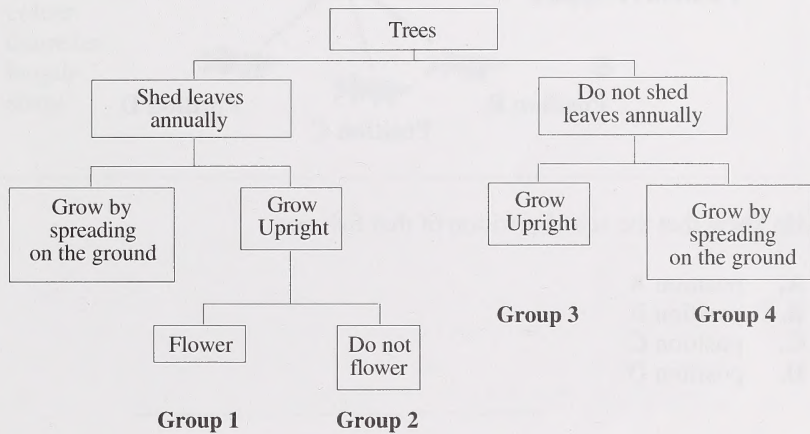 Trees
Shed leaves
annually
Do not shed
leaves annually
Grow by
spreading
on the ground
Grow
Upright
Grow
Upright
Grow by
spreading
on the ground
Group 3
Group 4
Flower
Do not
flower
Group 1
Group 2